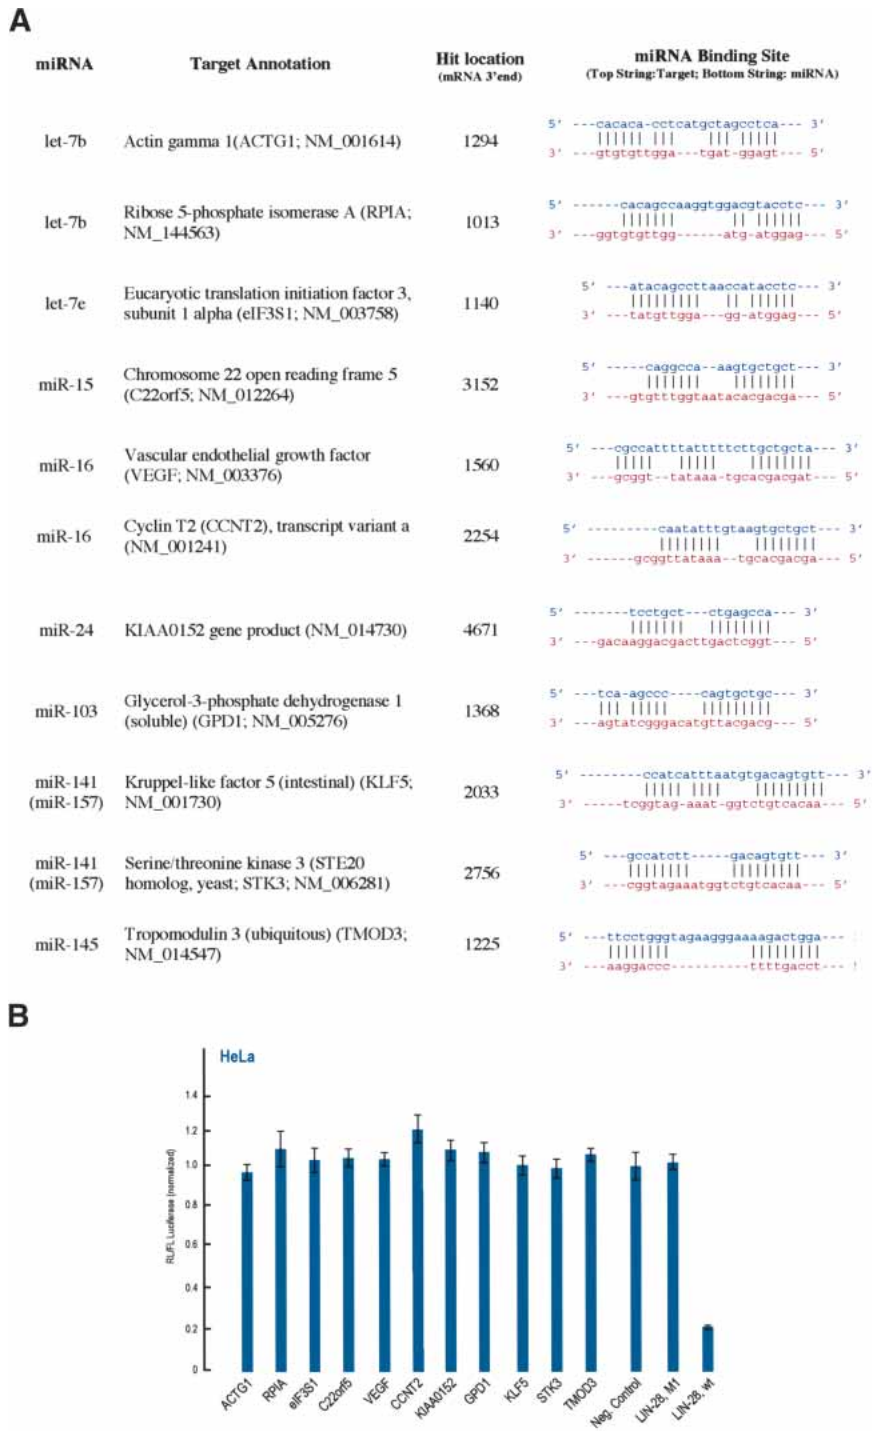 A
miRNA Target Annotation Hit location miRNA Binding Site
(mRNA 3'end) (Top String:Target; Bottom String: miRNA)
5' ---cacaca-cctcatgctagcctca--- 3'
let-7b Actin gamma 1(ACTG1; NM_001614) 1294
3' ---gtgtgttgga---tgat-ggagt--- 5'
5' ------cacagccaaggtggacgtacctc--- 3'
let-7b Ribose 5-phosphate isomerase A (RPIA; 1013
NM_144563)
3' ---ggtgtgttgg------atg-atggag--- 5'
5' ---atacagccttaaccatacctc--- 3'
let-7e Eucaryotic translation initiation factor 3, 1140
subunit 1 alpha (eIF3S1; NM_003758)
3' ---tatgttgga---gg-atggag--- 5'
5' -----caggcca--aagtgctgct--- 3'
miR-15 Chromosome 22 open reading frame 5 3152
(C22orf5; NM_012264)
3' ---gtgtttggtaatacacgacga--- 5'
5' ---cgccattttatttttcttgctgcta--- 3'
miR-16 Vascular endothelial growth factor 1560
(VEGF; NM_003376)
3' ---gcggt--tataaa-tgcacgacgat--- 5'
5' ---------caatatttgtaagtgctgct--- 3'
miR-16 Cyclin T2 (CCNT2), transcript variant a 2254
(NM_001241)
3' ------gcggttataaa--tgcacgacga--- 5'
5' ------tcctgct---ctgagcca--- 3'
miR-24 KIAA0152 gene product (NM_014730) 4671
3' ---gacaaggacgacttgactcggt--- 5'
5' ---tca-agccc----cagtgctgc--- 3'
miR-103 Glycerol-3-phosphate dehydrogenase 1 1368
(soluble) (GPD1; NM_005276)
3' ---agtatcgggacatgttacgacg--- 5'
5' --------ccatcatttaatgtgacagtgtt--- 3'
miR-141 Kruppel-like factor 5 (intestinal) (KLF5; 2033
(miR-157) NM_001730)
3' -----tcggtag-aaat-ggtctgtcacaa--- 5'
5' ---gccatctt-----gacagtgtt--- 3'
miR-141 Serine/threonine kinase 3 (STE20 2756
(miR-157) homolog, yeast; STK3; NM_006281)
3' ---cggtagaaatggtctgtcacaa--- 5'
5' ---ttcctgggtagaagggaaaagactgga---
miR-145 Tropomodulin 3 (ubiquitous) (TMOD3; 1225
NM_014547)
3' ---aaggaccc-----------ttttgacct---
B
HeLa
RL/FL Luciferase (normalized)
1.4
1.2
1.0
0.8
0.6
0.4
0.2
0
ACTG1 RPIA eIF3S1 C22orf5 VEGF CCNT2 KIAA0152 GPD1 KLF5 STK3 TMOD3 Neg. Control LIN-28, M1 LIN-28, wt